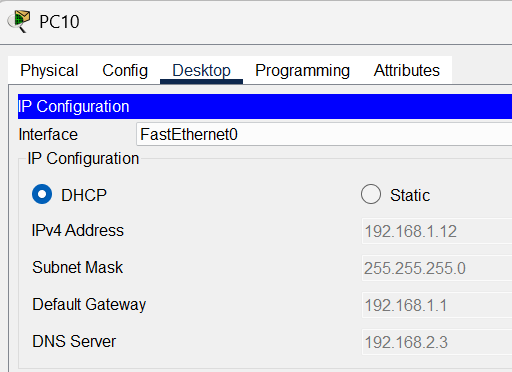 PC10
Physical Config Desktop Programming Attributes
IP Configuration
Interface FastEthernet0
IP Configuration
DHCP Static
IPv4 Address 192.168.1.12
Subnet Mask 255.255.255.0
Default Gateway 192.168.1.1
DNS Server 192.168.2.3